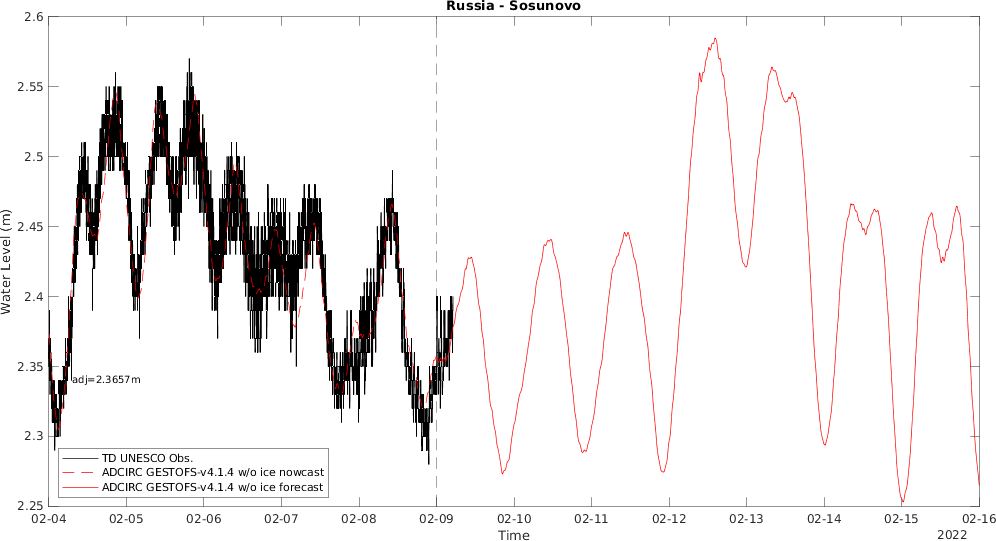 Russia - Sosunovo
Water Level (m)
2.6
2.55
2.5
2.45
2.4
2.35
2.3
2.25
adj=2.3657m
TD UNESCO Obs.
ADCIRC GESTOFS-v4.1.4 w/o ice nowcast
ADCIRC GESTOFS-v4.1.4 w/o ice forecast
02-04 02-05 02-06 02-07 02-08 02-09 02-10 02-11 02-12 02-13 02-14 02-15 02-16
Time
2022